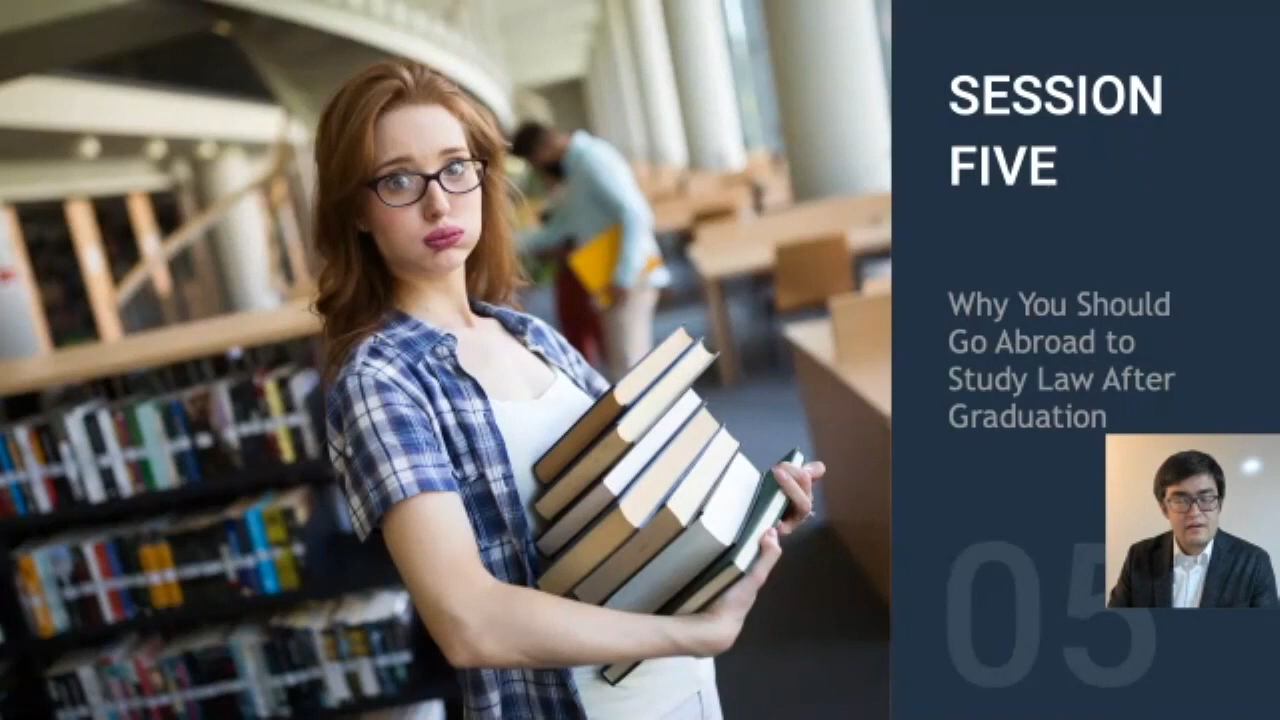 SESSION
FIVE
Why You Should
Go Abroad to
Study Law After
Graduation
05